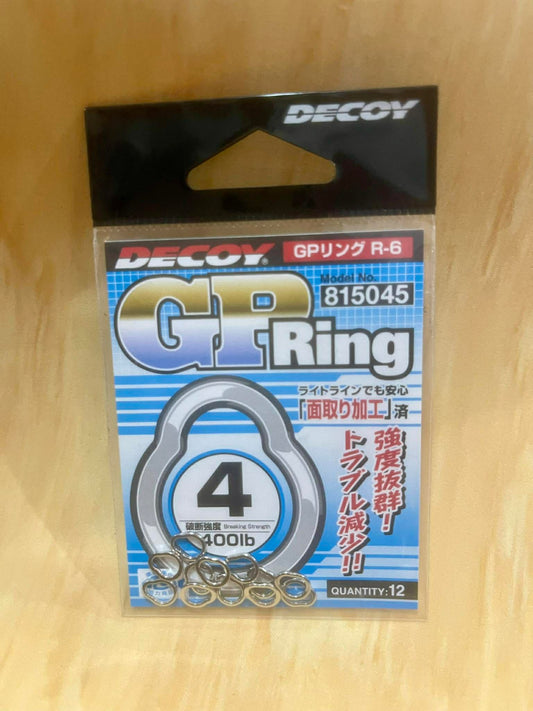 DECOY
DECOY®
GPリング R-6
Model No.
815045
GP Ring
ライトラインでも安心
「面取り加工」済
強度抜群!
トラブル減少!!
4
破断強度 Breaking Strength
400lb
QUANTITY:12